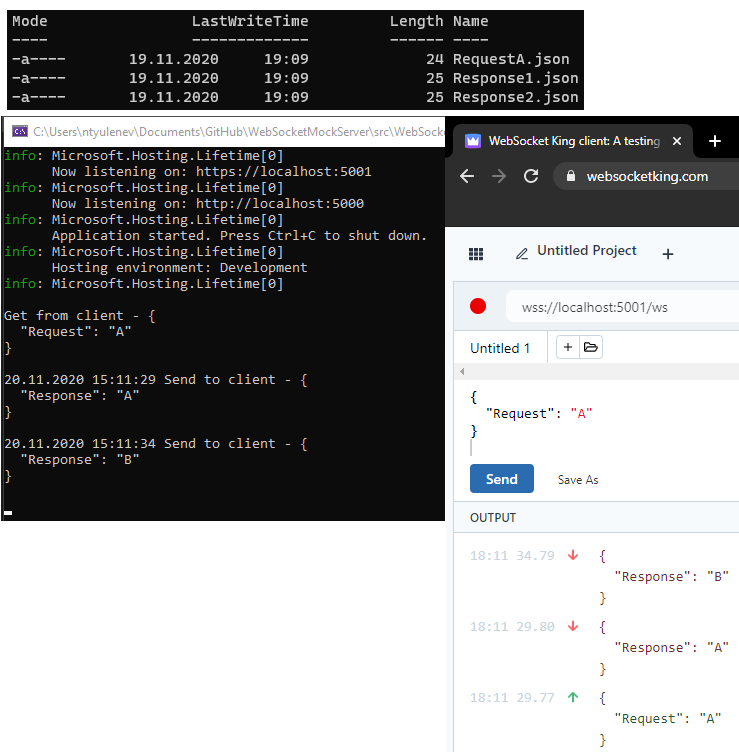 Mode LastWriteTime Length Name
---- ------------- ------ ----
-a---- 19.11.2020 19:09 24 RequestA.json
-a---- 19.11.2020 19:09 25 Response1.json
-a---- 19.11.2020 19:09 25 Response2.json
C:\Users\ntyulenev\Documents\GitHub\WebSocketMockServer\src\WebSocke
info: Microsoft.Hosting.Lifetime[0]
Now listening on: https://localhost:5001
info: Microsoft.Hosting.Lifetime[0]
Now listening on: http://localhost:5000
info: Microsoft.Hosting.Lifetime[0]
Application started. Press Ctrl+C to shut down.
info: Microsoft.Hosting.Lifetime[0]
Hosting environment: Development
info: Microsoft.Hosting.Lifetime[0]
Get from client - {
"Request": "A"
}
20.11.2020 15:11:29 Send to client - {
"Response": "A"
}
20.11.2020 15:11:34 Send to client - {
"Response": "B"
}
WebSocket King client: A testing
websocketking.com
Untitled Project
wss://localhost:5001/ws
Untitled 1
{
"Request": "A"
}
Send Save As
OUTPUT
18:11 34.79 {
"Response": "B"
}
18:11 29.80 {
"Response": "A"
}
18:11 29.77 {
"Request": "A"
}